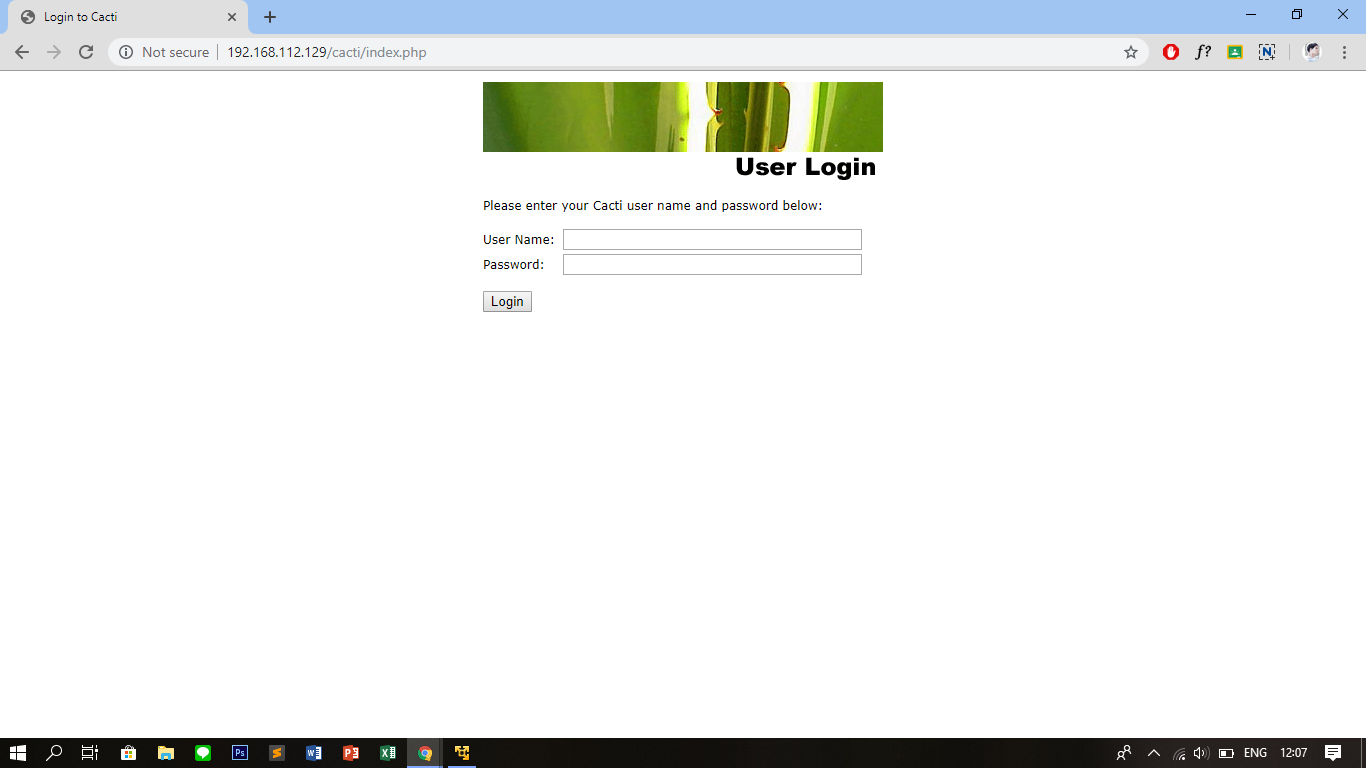 Login to Cacti
Not secure 192.168.112.129/cacti/index.php
f?
N
User Login
Please enter your Cacti user name and password below:
User Name:
Password:
Login
Ps
S
W
P
X
ENG 12:07